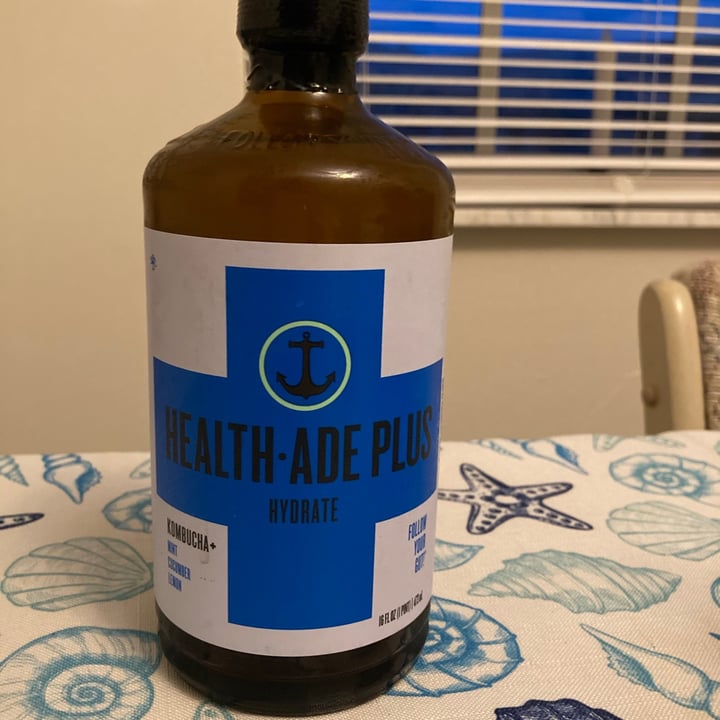 HEALTH-ADE PLUS
HYDRATE
KOMBUCHA+
MINT
CUCUMBER
LEMON
FOLLOW
YOUR
GUT
16 FL OZ (1 PINT) | 473mL